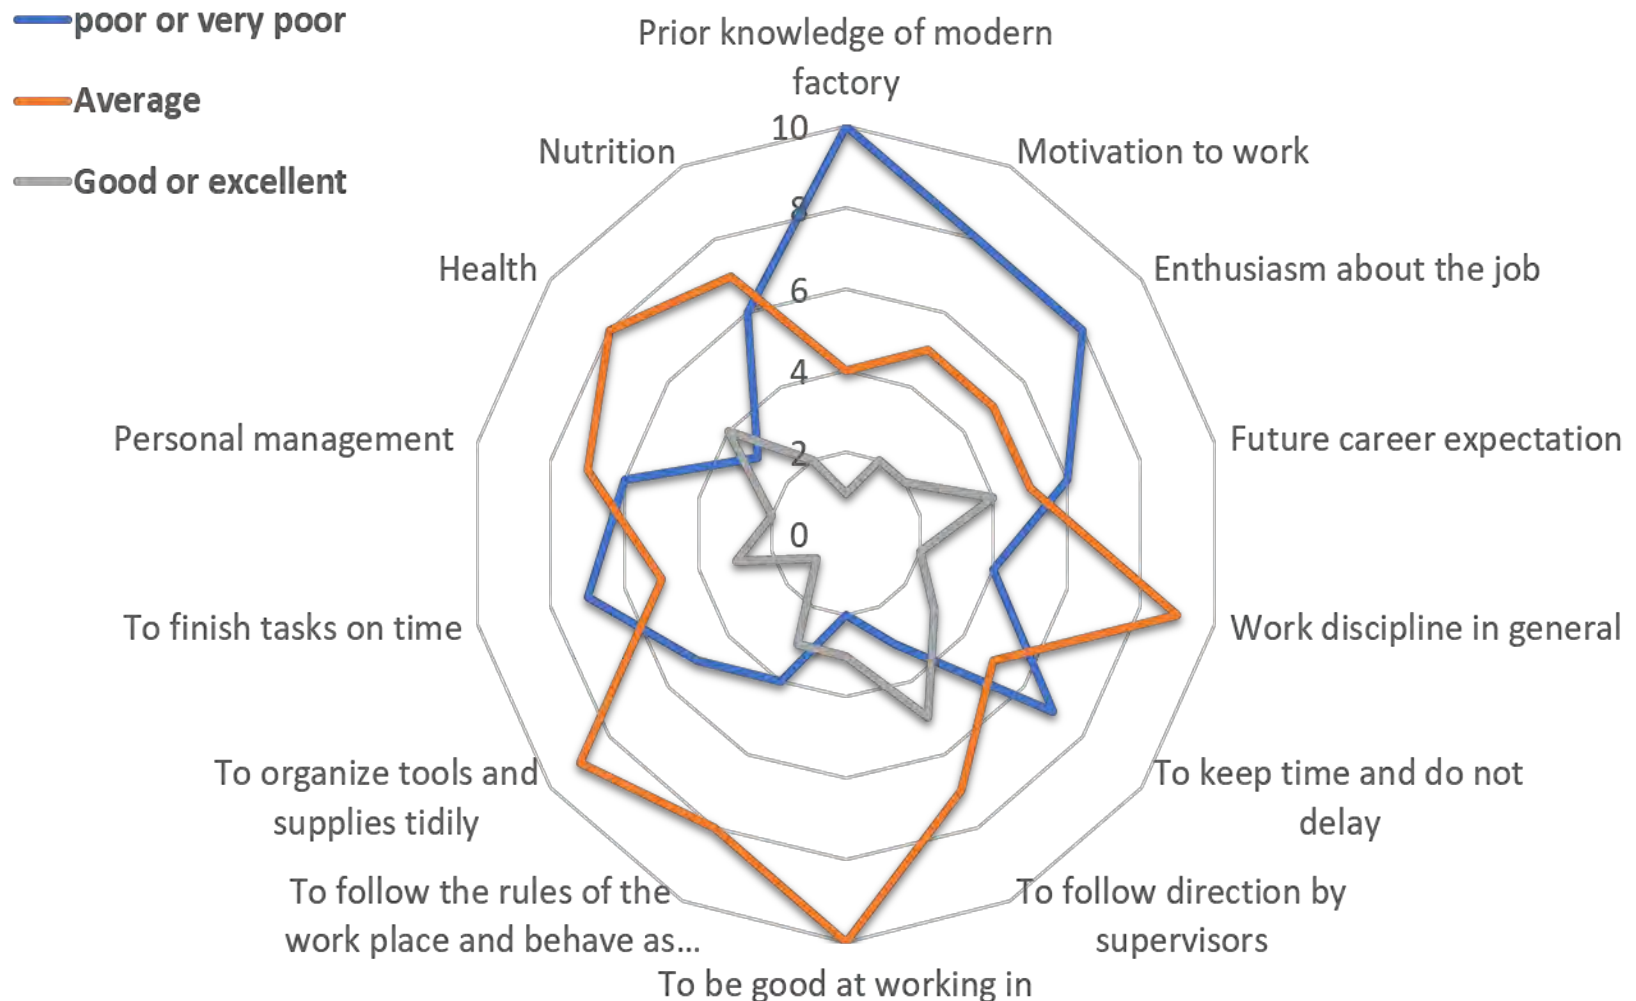 poor or very poor
Average
Good or excellent
Prior knowledge of modern
factory
Motivation to work
Enthusiasm about the job
Future career expectation
Work discipline in general
To keep time and do not
delay
To follow direction by
supervisors
To be good at working in
To follow the rules of the
work place and behave as...
To organize tools and
supplies tidily
To finish tasks on time
Personal management
Health
Nutrition
10
8
6
4
2
0